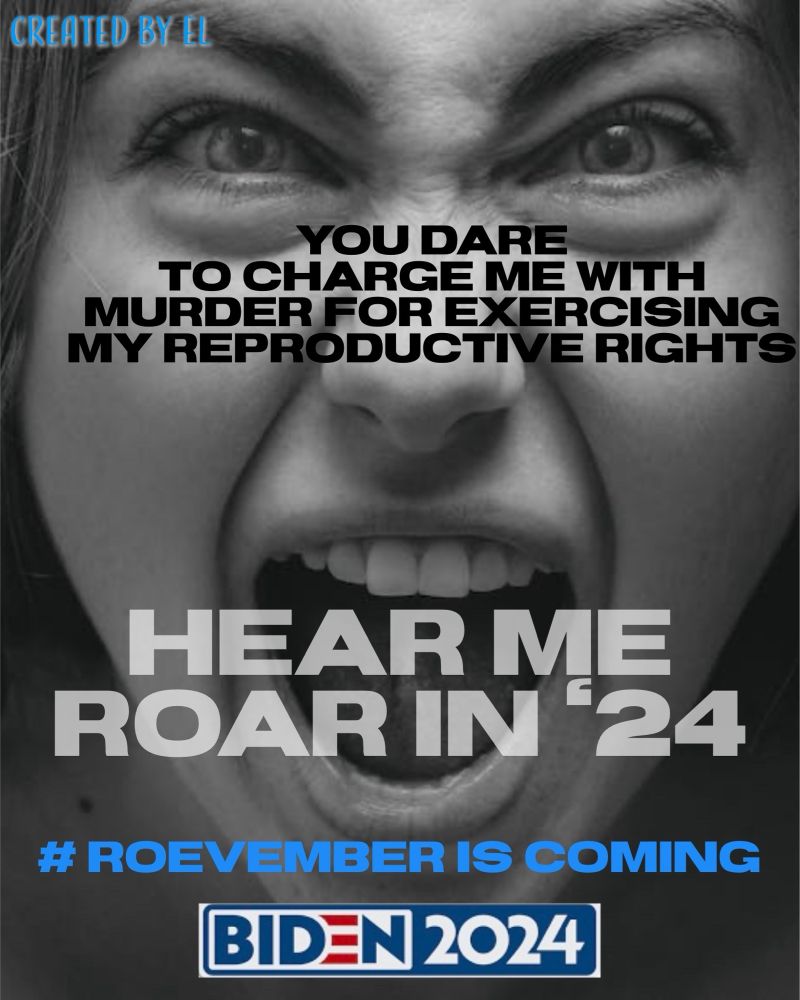 CREATED BY EL
YOU DARE
TO CHARGE ME WITH
MURDER FOR EXERCISING
MY REPRODUCTIVE RIGHTS
HEAR ME
ROAR IN ‘24
# ROEVEMBER IS COMING
BIDEN 2024